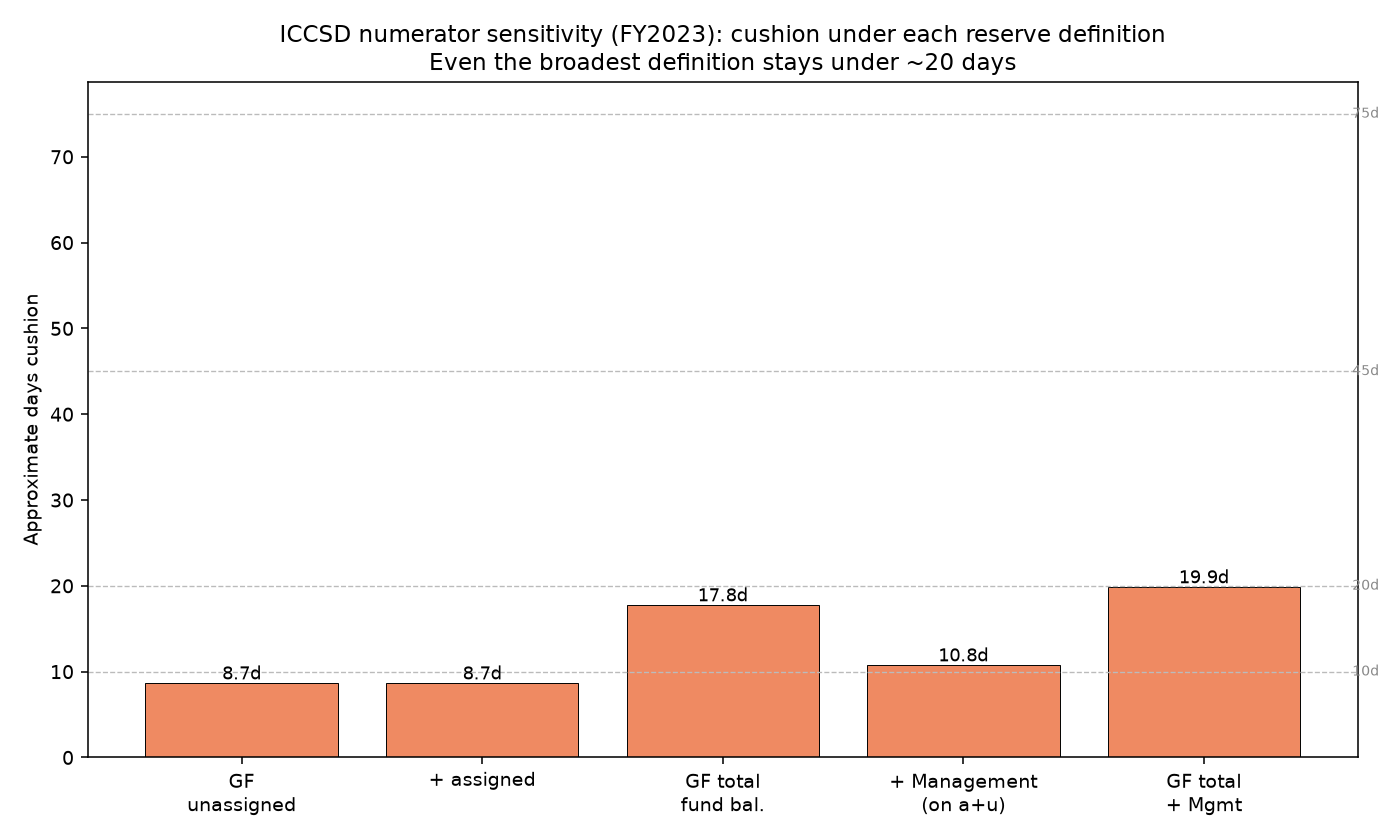 ICCSD numerator sensitivity (FY2023): cushion under each reserve definition
Even the broadest definition stays under ~20 days
75d
70
60
50
45d
40
30
20
20d
10
10d
0
Approximate days cushion
8.7d
8.7d
17.8d
10.8d
19.9d
GF
unassigned
+ assigned
GF total
fund bal.
+ Management
(on a+u)
GF total
+ Mgmt